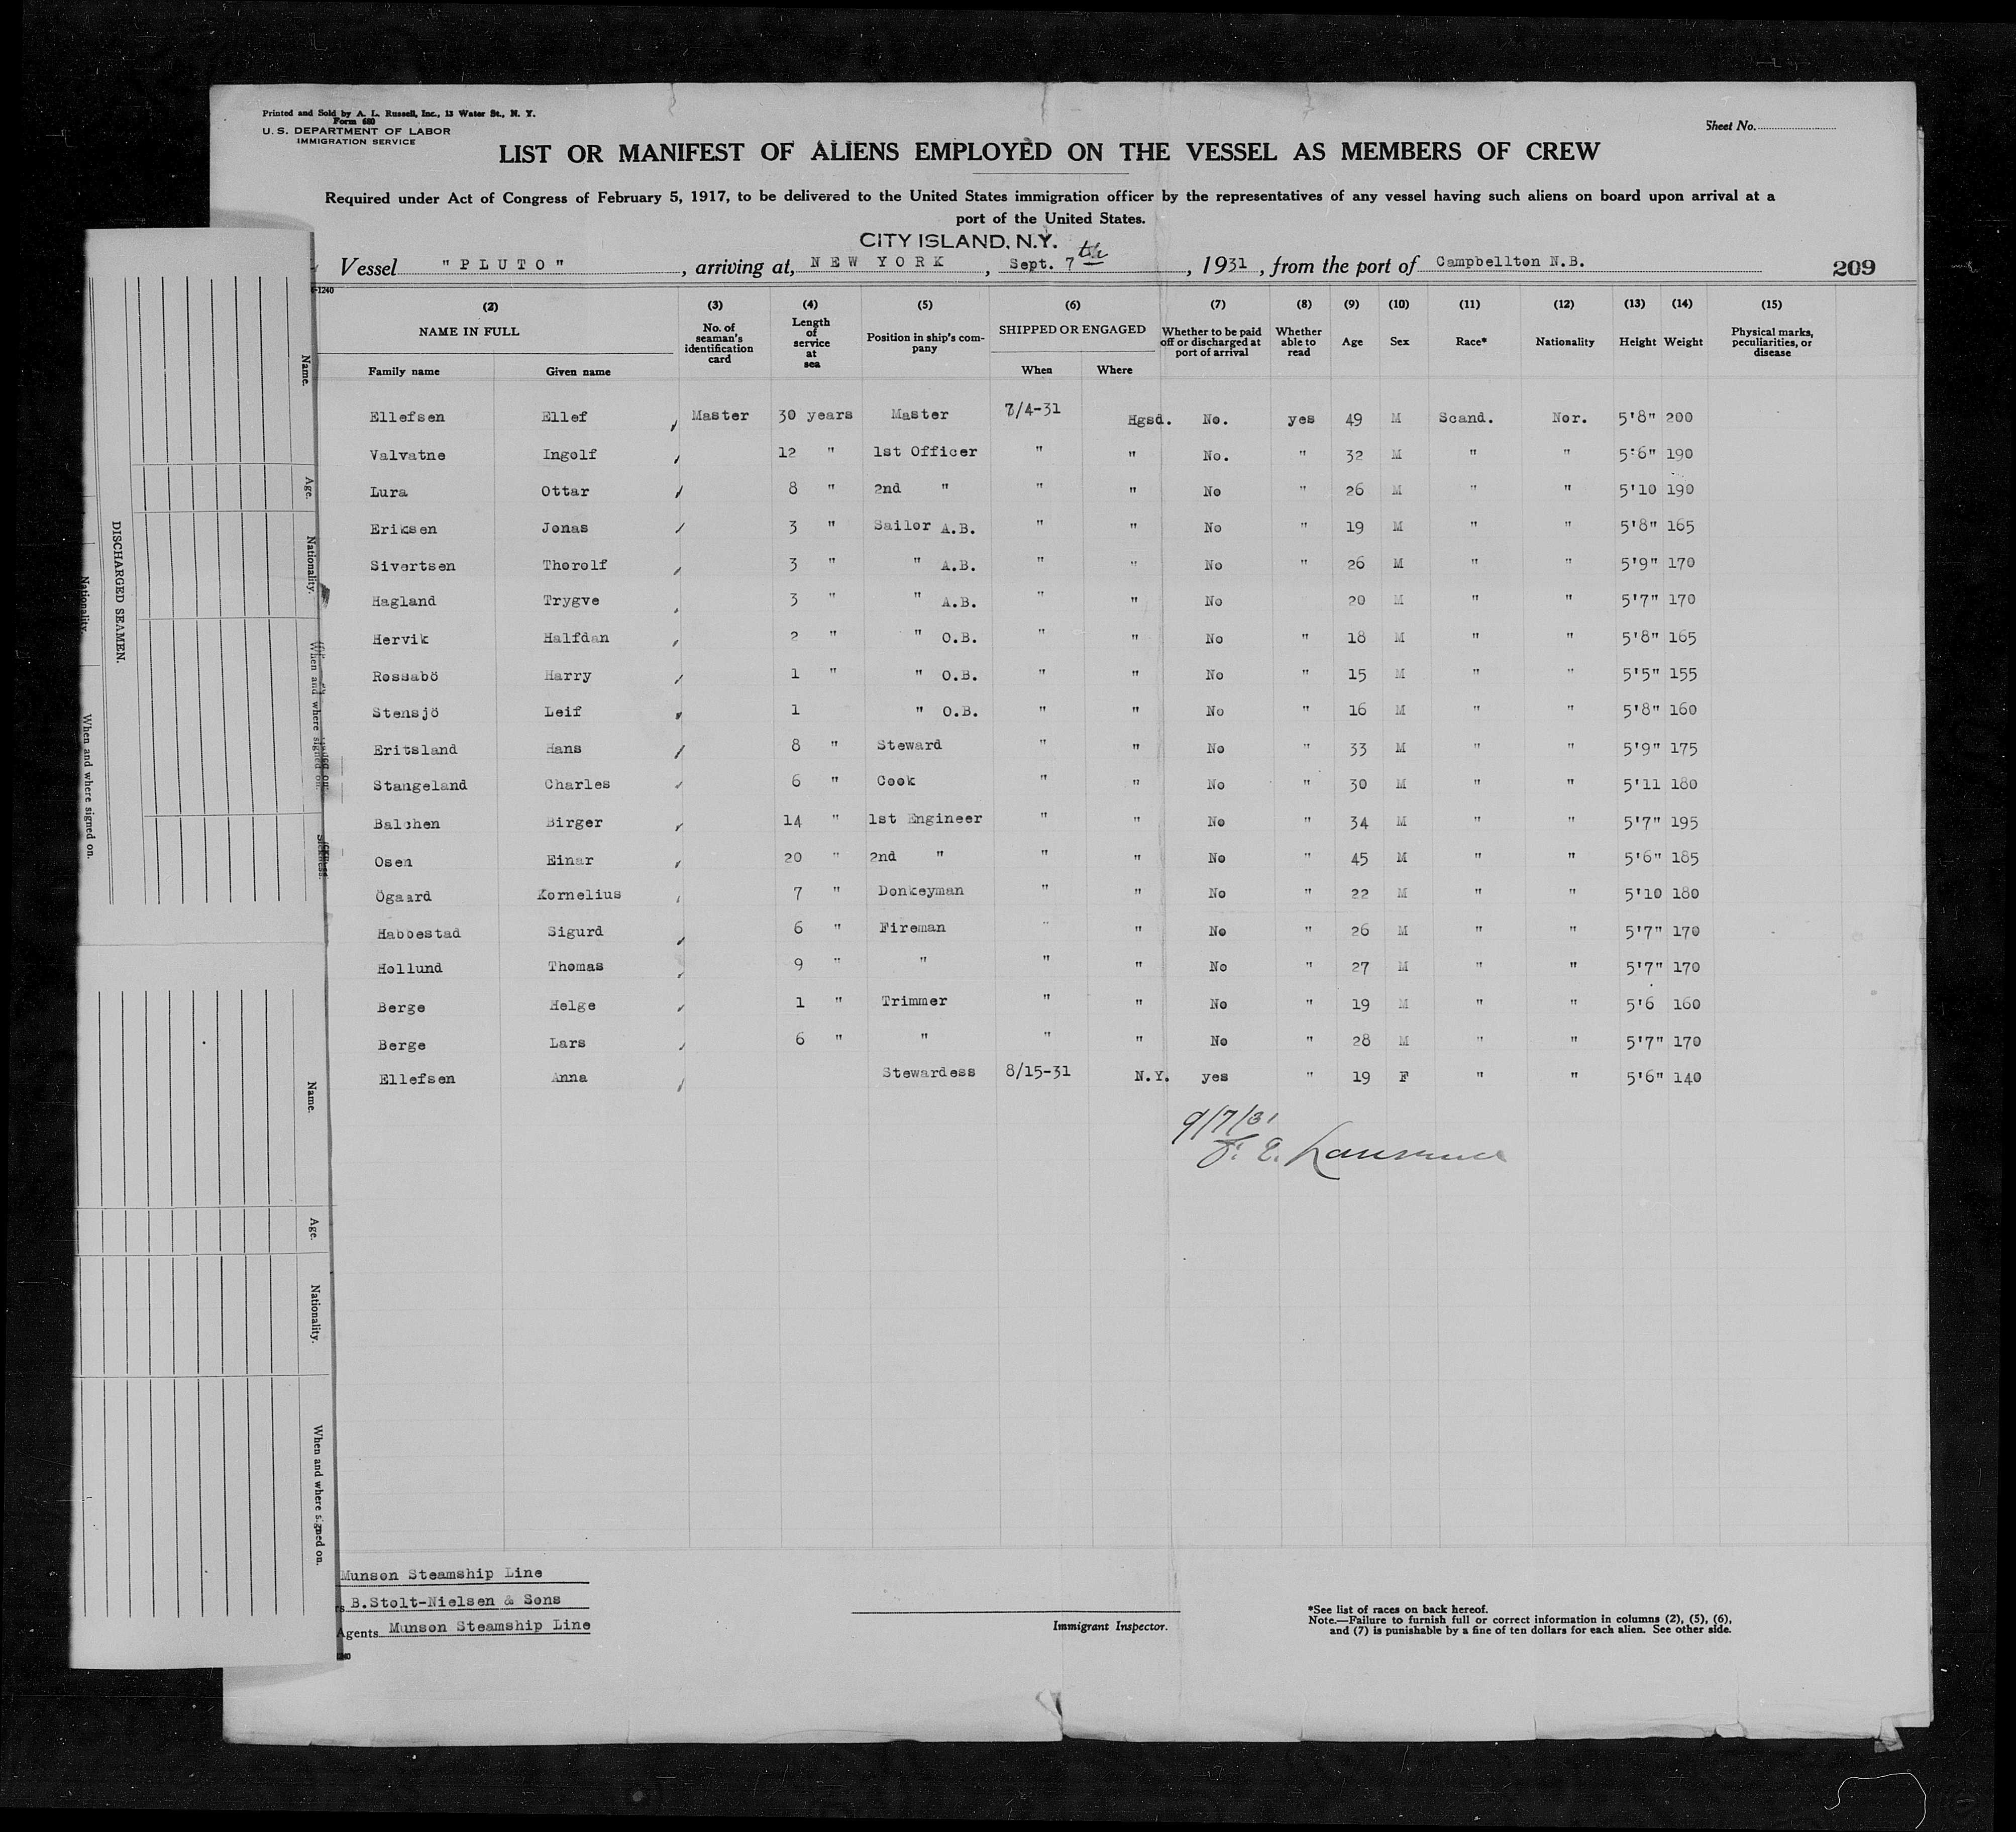 Printed and Sold by A. L. Russell, Inc., 13 Water St., N. Y.
Form 680
U. S. DEPARTMENT OF LABOR
IMMIGRATION SERVICE
Sheet No.
LIST OR MANIFEST OF ALIENS EMPLOYED ON THE VESSEL AS MEMBERS OF CREW
Required under Act of Congress of February 5, 1917, to be delivered to the United States immigration officer by the representatives of any vessel having such aliens on board upon arrival at a
port of the United States.
CITY ISLAND, N.Y.
Vessel "PLUTO", arriving at, NEW YORK, Sept. 7th, 1931, from the port of Campbellton N.B. 209
-1240
(2) (3) (4) (5) (6) (7) (8) (9) (10) (11) (12) (13) (14) (15)
NAME IN FULL No. of seaman's identification card Length of service at sea Position in ship's company SHIPPED OR ENGAGED Whether to be paid off or discharged at port of arrival Whether able to read Age Sex Race* Nationality Height Weight Physical marks, peculiarities, or disease
Family name Given name When Where
Ellefsen Ellef Master 30 years Master 7/4-31 Hgsd. No. yes 49 M Scand. Nor. 5'8" 200
Valvatne Ingolf 12 " 1st Officer " " No. " 32 M " " 5'6" 190
Lura Ottar 8 " 2nd " " " No " 26 M " " 5'10 190
Eriksen Jonas 3 " Sailor A.B. " " No " 19 M " " 5'8" 165
Sivertsen Thorolf 3 " " A.B. " " No " 26 M " " 5'9" 170
Hagland Trygve 3 " " A.B. " " No 20 M " " 5'7" 170
Hervik Halfdan 2 " " O.B. " " No " 18 M " " 5'8" 165
Rossabö Harry 1 " " O.B. " " No " 15 M " " 5'5" 155
Stensjö Leif 1 " O.B. " " No " 16 M " " 5'8" 160
Eritsland Hans 8 " Steward " " No " 33 M " " 5'9" 175
Stangeland Charles 6 " Cook " " No " 30 M " " 5'11 180
Balchen Birger 14 " 1st Engineer " " No " 34 M " " 5'7" 195
Osen Einar 20 " 2nd " " " No " 45 M " " 5'6" 185
Ögaard Kornelius 7 " Donkeyman " " No " 22 M " " 5'10 180
Habbestad Sigurd 6 " Fireman " " No " 26 M " " 5'7" 170
Hollund Thomas 9 " " " " No " 27 M " " 5'7" 170
Berge Helge 1 " Trimmer " " No " 19 M " " 5'6 160
Berge Lars 6 " " " " No " 28 M " " 5'7" 170
Ellefsen Anna Stewardess 8/15-31 N.Y. yes " 19 F " " 5'6" 140
9/7/31
F. E. Lawrence
Munson Steamship Line
B.Stolt-Nielsen & Sons
Agents Munson Steamship Line
Immigrant Inspector.
*See list of races on back hereof.
Note.—Failure to furnish full or correct information in columns (2), (5), (6),
and (7) is punishable by a fine of ten dollars for each alien. See other side.
DISCHARGED SEAMEN.
Name.
Age.
Nationality.
When and where signed on.
Nationality.
When and where signed on.
Name.
Age.
Nationality.
When and where signed on.